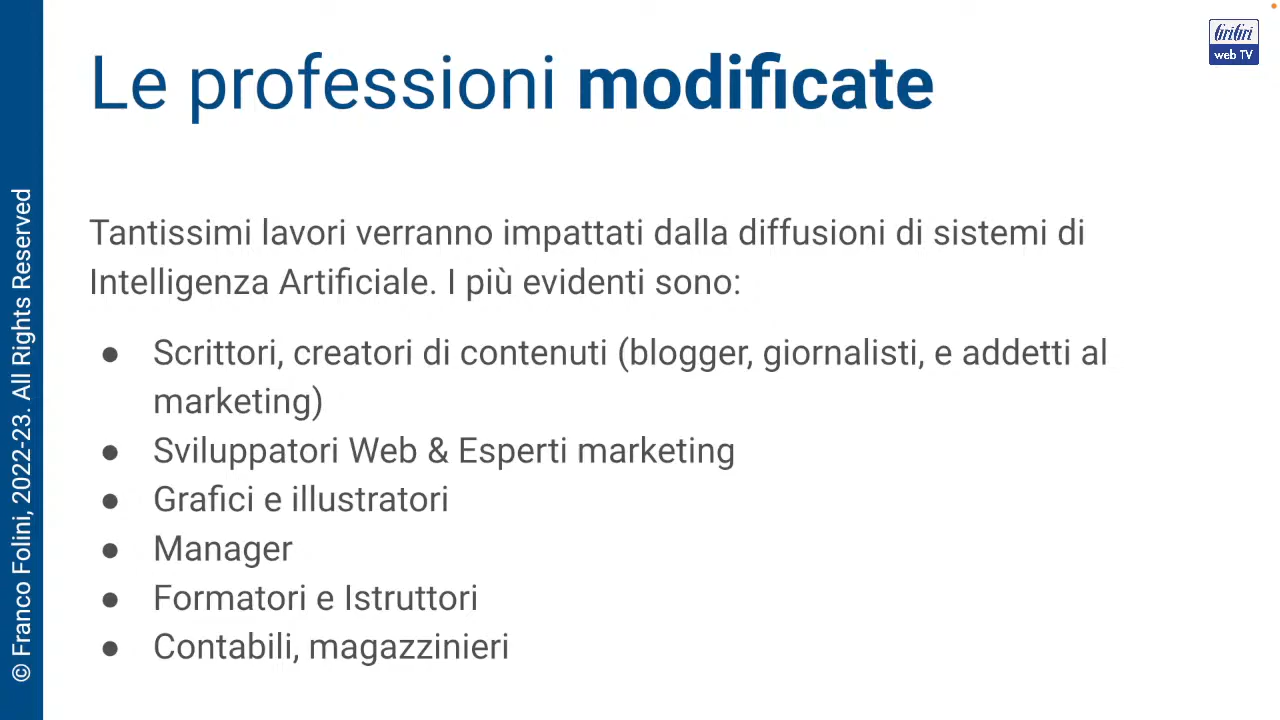 Le professioni modificate
Tantissimi lavori verranno impattati dalla diffusioni di sistemi di
Intelligenza Artificiale. I più evidenti sono:
● Scrittori, creatori di contenuti (blogger, giornalisti, e addetti al
marketing)
● Sviluppatori Web & Esperti marketing
● Grafici e illustratori
● Manager
● Formatori e Istruttori
● Contabili, magazzinieri
© Franco Folini, 2022-23. All Rights Reserved
web TV